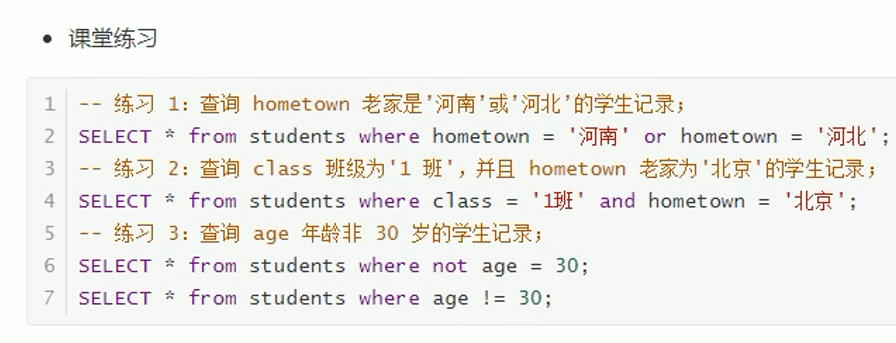 课堂练习
1 -- 练习 1：查询 hometown 老家是'河南'或'河北'的学生记录；
2 SELECT * from students where hometown = '河南' or hometown = '河北';
3 -- 练习 2：查询 class 班级为'1 班'，并且 hometown 老家为'北京'的学生记录；
4 SELECT * from students where class = '1班' and hometown = '北京';
5 -- 练习 3：查询 age 年龄非 30 岁的学生记录；
6 SELECT * from students where not age = 30;
7 SELECT * from students where age != 30;